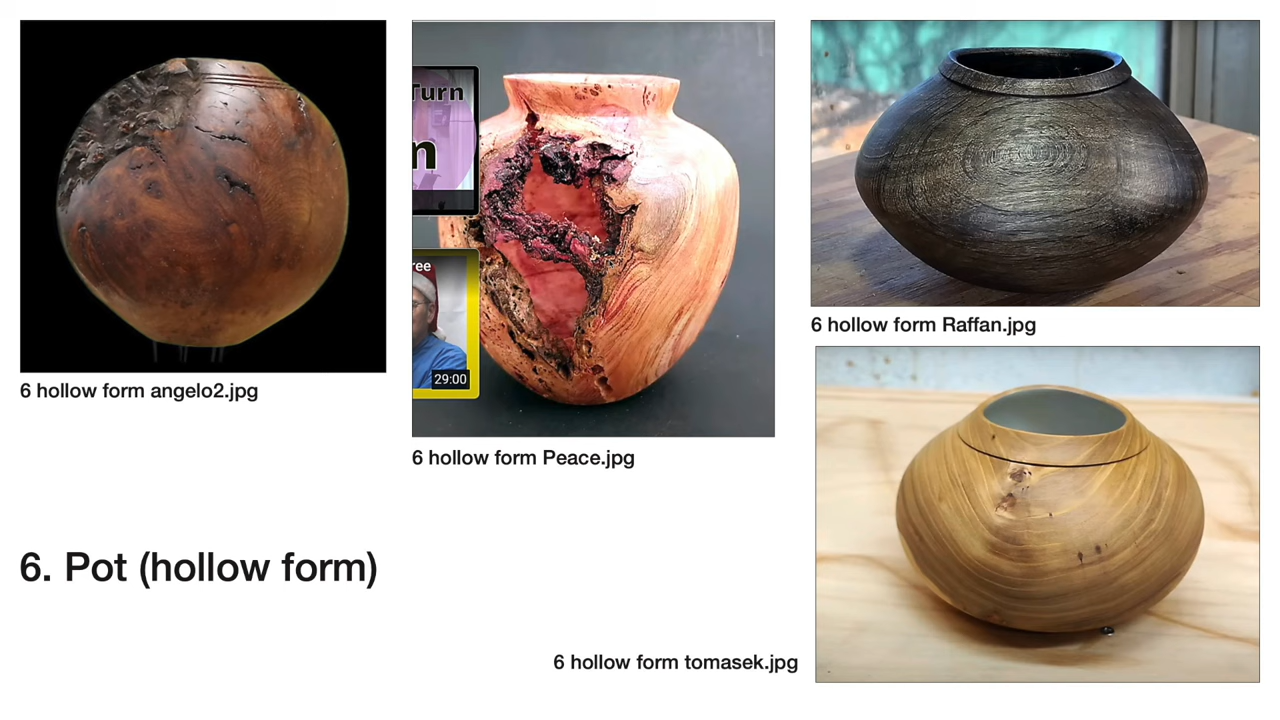 Turn
n
ree
29:00
6 hollow form angelo2.jpg
6 hollow form Peace.jpg
6 hollow form Raffan.jpg
6. Pot (hollow form)
6 hollow form tomasek.jpg